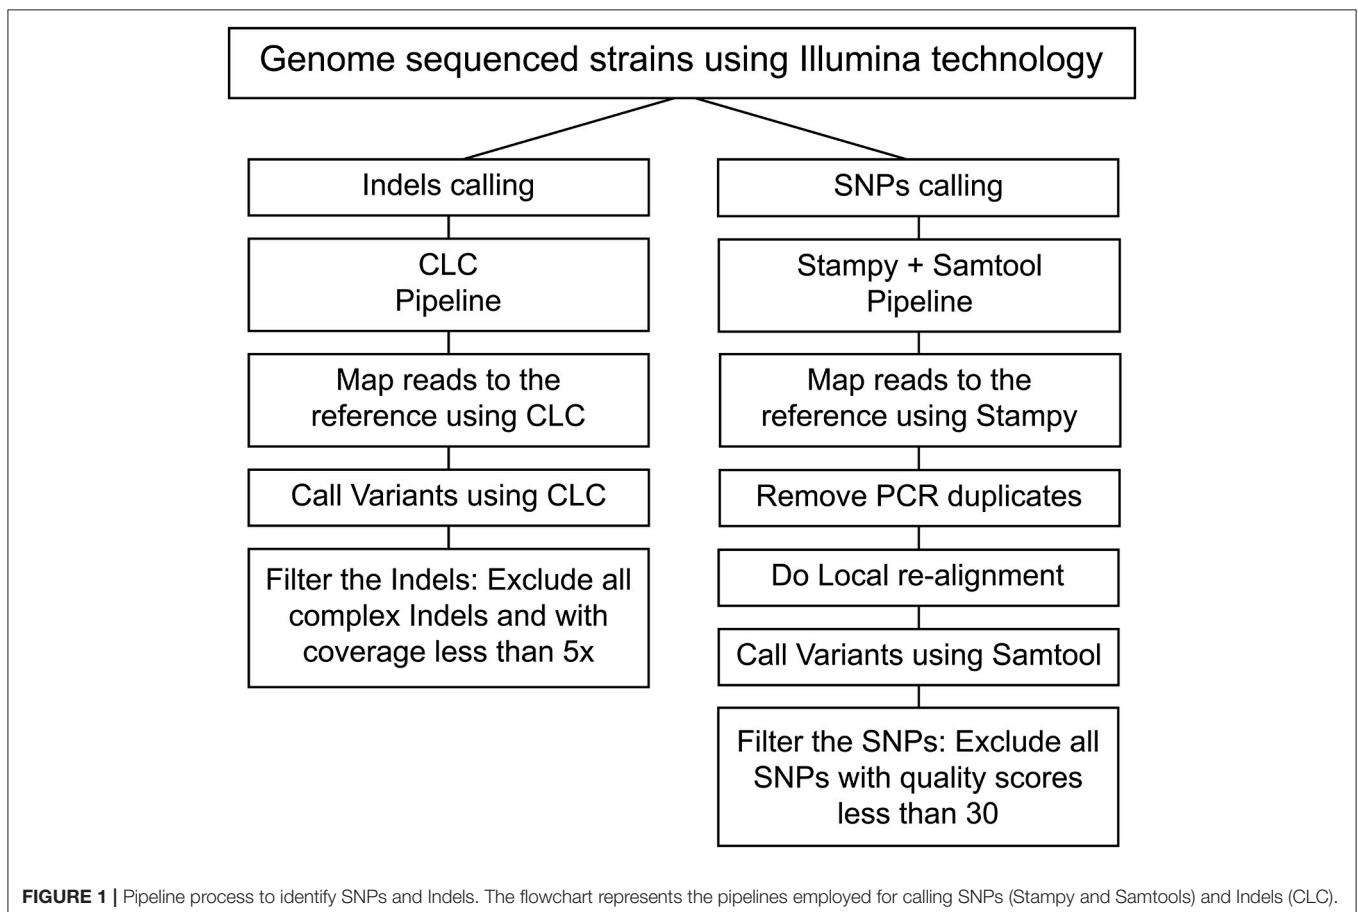 Genome sequenced strains using Illumina technology
Indels calling
CLC
Pipeline
Map reads to the
reference using CLC
Call Variants using CLC
Filter the Indels: Exclude all
complex Indels and with
coverage less than 5x
SNPs calling
Stampy + Samtool
Pipeline
Map reads to the
reference using Stampy
Remove PCR duplicates
Do Local re-alignment
Call Variants using Samtool
Filter the SNPs: Exclude all
SNPs with quality scores
less than 30
FIGURE 1 | Pipeline process to identify SNPs and Indels. The flowchart represents the pipelines employed for calling SNPs (Stampy and Samtools) and Indels (CLC).